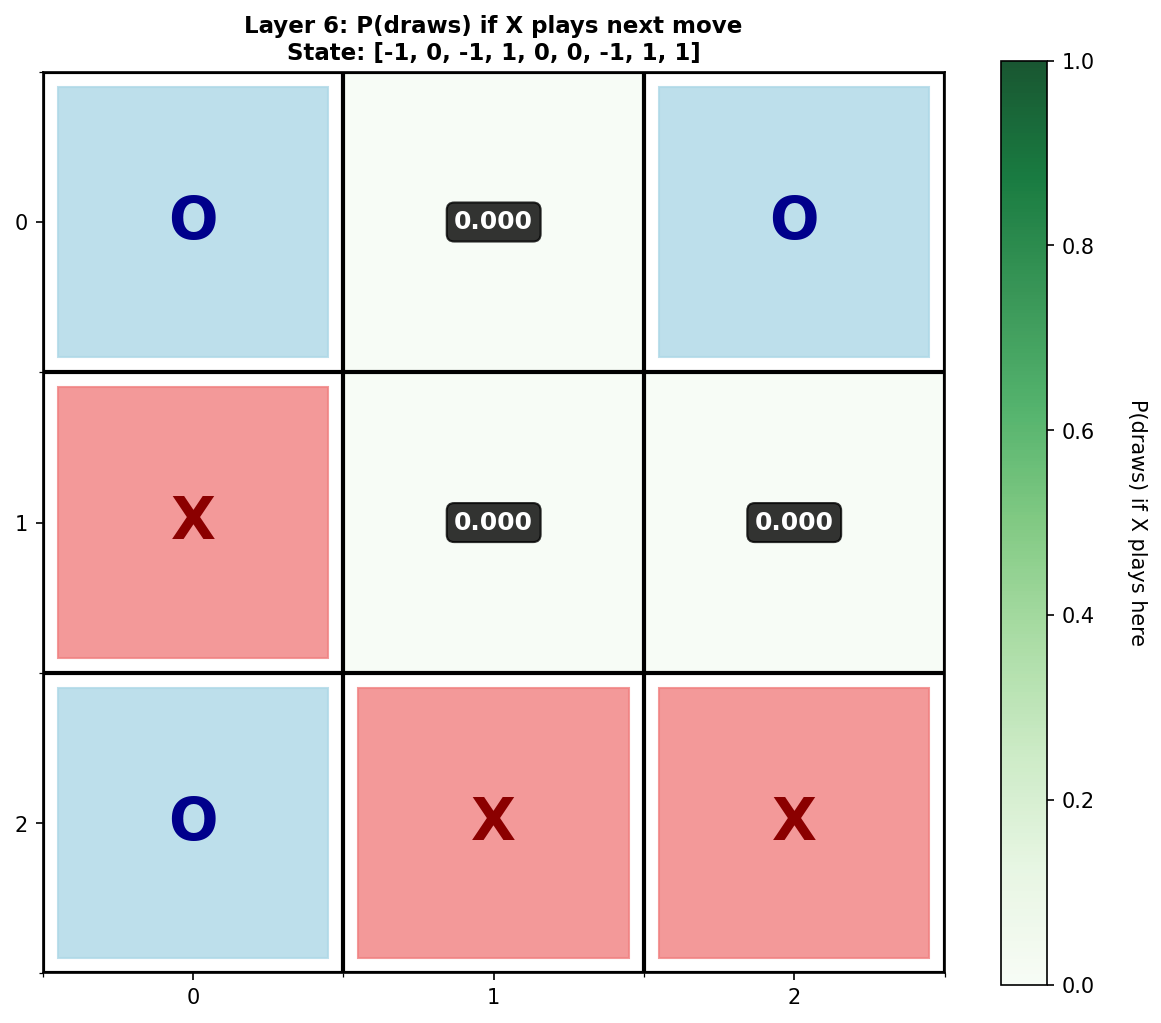 Layer 6: P(draws) if X plays next move
State: [-1, 0, -1, 1, 0, 0, -1, 1, 1]
O 0.000 O
X 0.000 0.000
O X X
0
1
2
0 1 2
1.0
0.8
0.6
0.4
0.2
0.0
P(draws) if X plays here